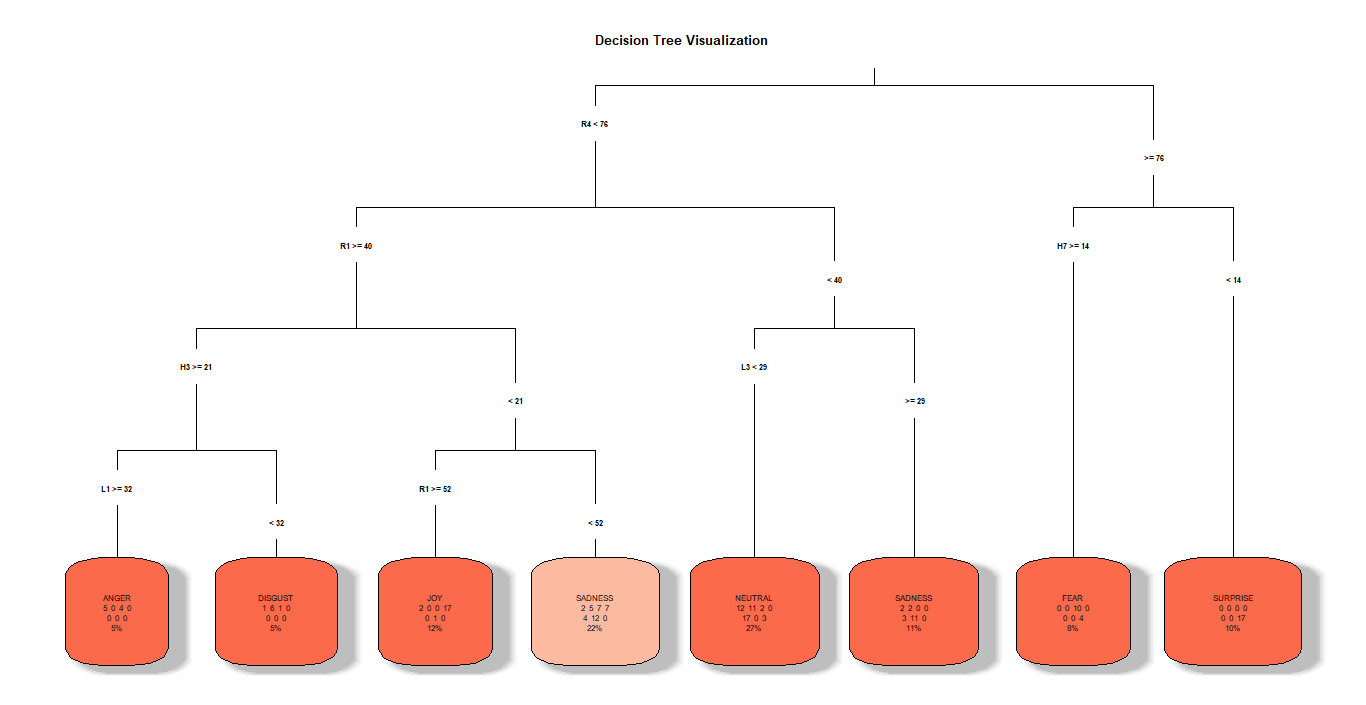 Decision Tree Visualization
R4 < 76
>= 76
R1 >= 40
H7 >= 14
< 40
< 14
H3 >= 21
L3 < 29
< 21
>= 29
L1 >= 32
R1 >= 52
< 32
< 52
ANGER
5 0 4 0
0 0 0
5%
DISGUST
1 6 1 0
0 0 0
5%
JOY
2 0 0 17
0 1 0
12%
SADNESS
2 5 7 7
4 12 0
22%
NEUTRAL
12 11 2 0
17 0 3
27%
SADNESS
2 2 0 0
3 11 0
11%
FEAR
0 0 10 0
0 0 4
8%
SURPRISE
0 0 0 0
0 0 17
10%